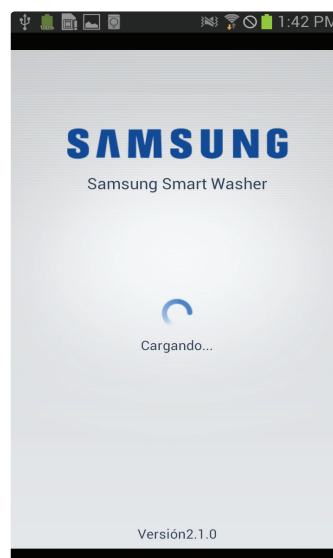 1:42 PM
SAMSUNG
Samsung Smart Washer
Cargando...
Versión2.1.0